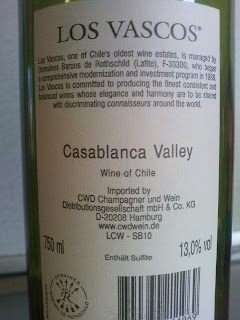 LOS VASCOS®
Los Vascos, one of Chile's oldest wine estates, is managed by
Domaines Barons de Rothschild (Lafite), F-33300, who began
a comprehensive modernization and investment program in 1988.
Los Vascos is committed to producing the finest consistent and
balanced wines whose elegance and harmony are to be shared
with discriminating connaisseurs around the world.
Casablanca Valley
Wine of Chile
Imported by
CWD Champagner und Wein
Distributionsgesellschaft mbH & Co. KG
D-20208 Hamburg
www.cwdwein.de
LCW - SB10
750 ml
13,0% vol
Enthält Sulfite